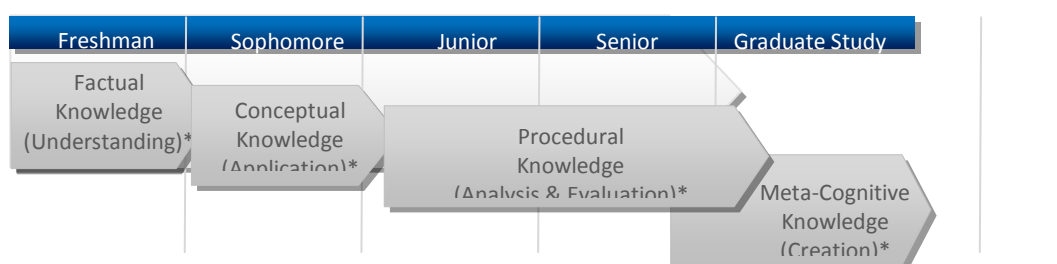 Freshman
Sophomore
Junior
Senior
Graduate Study
Factual
Knowledge
(Understanding)*
Conceptual
Knowledge
(Application)*
Procedural
Knowledge
(Analysis & Evaluation)*
Meta-Cognitive
Knowledge
(Creation)*